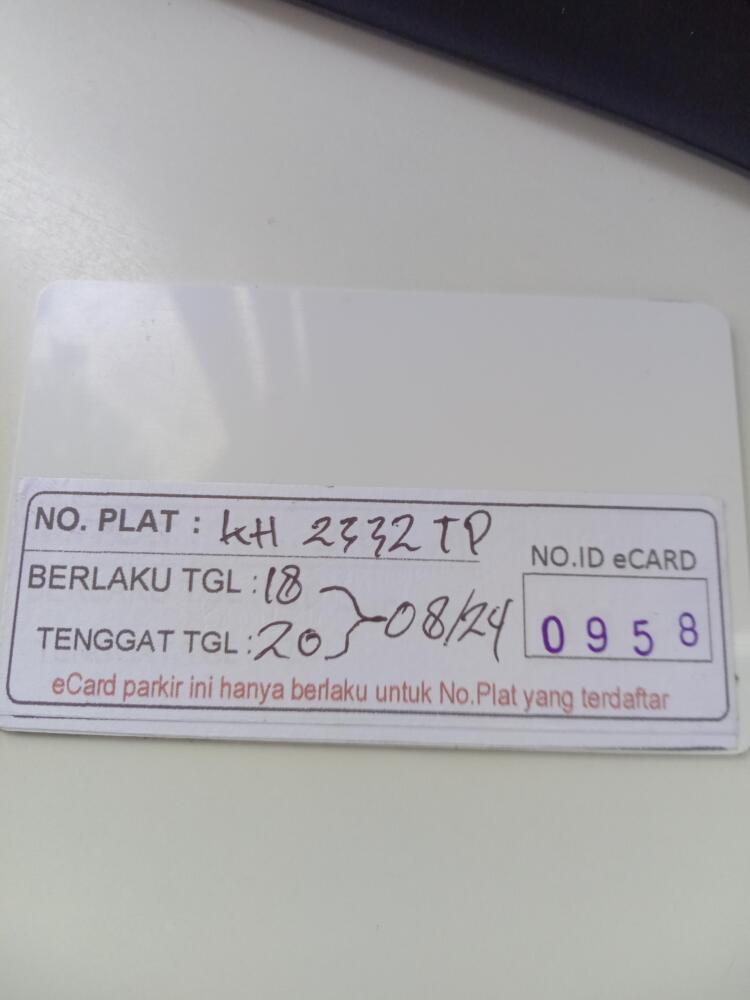 NO. PLAT : KH 2332 TP
BERLAKU TGL : 18
TENGGAT TGL : 20
} 08/24
NO.ID eCARD
0958
eCard parkir ini hanya berlaku untuk No.Plat yang terdaftar